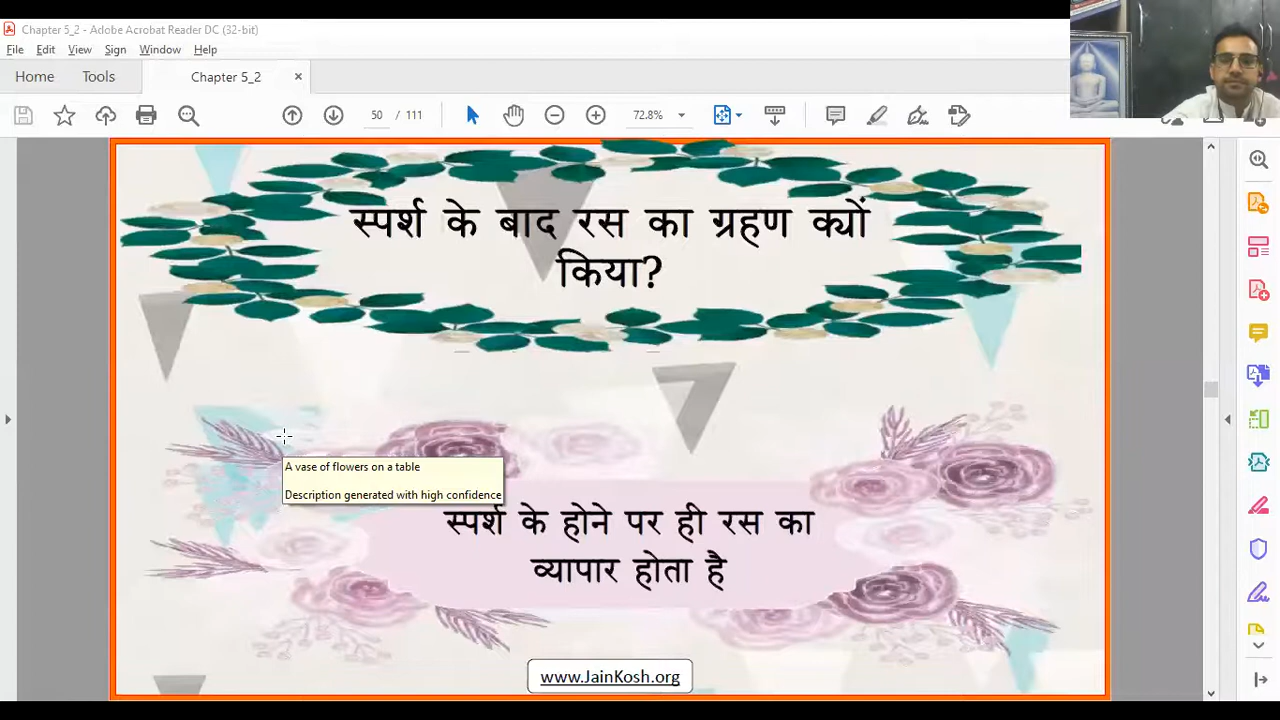 Chapter 5_2 - Adobe Acrobat Reader DC (32-bit)
File Edit View Sign Window Help
Home Tools Chapter 5_2
50 / 111 72.8%
स्पर्श के बाद रस का ग्रहण क्यों
किया?
A vase of flowers on a table
Description generated with high confidence
स्पर्श के होने पर ही रस का
व्यापार होता है
www.JainKosh.org